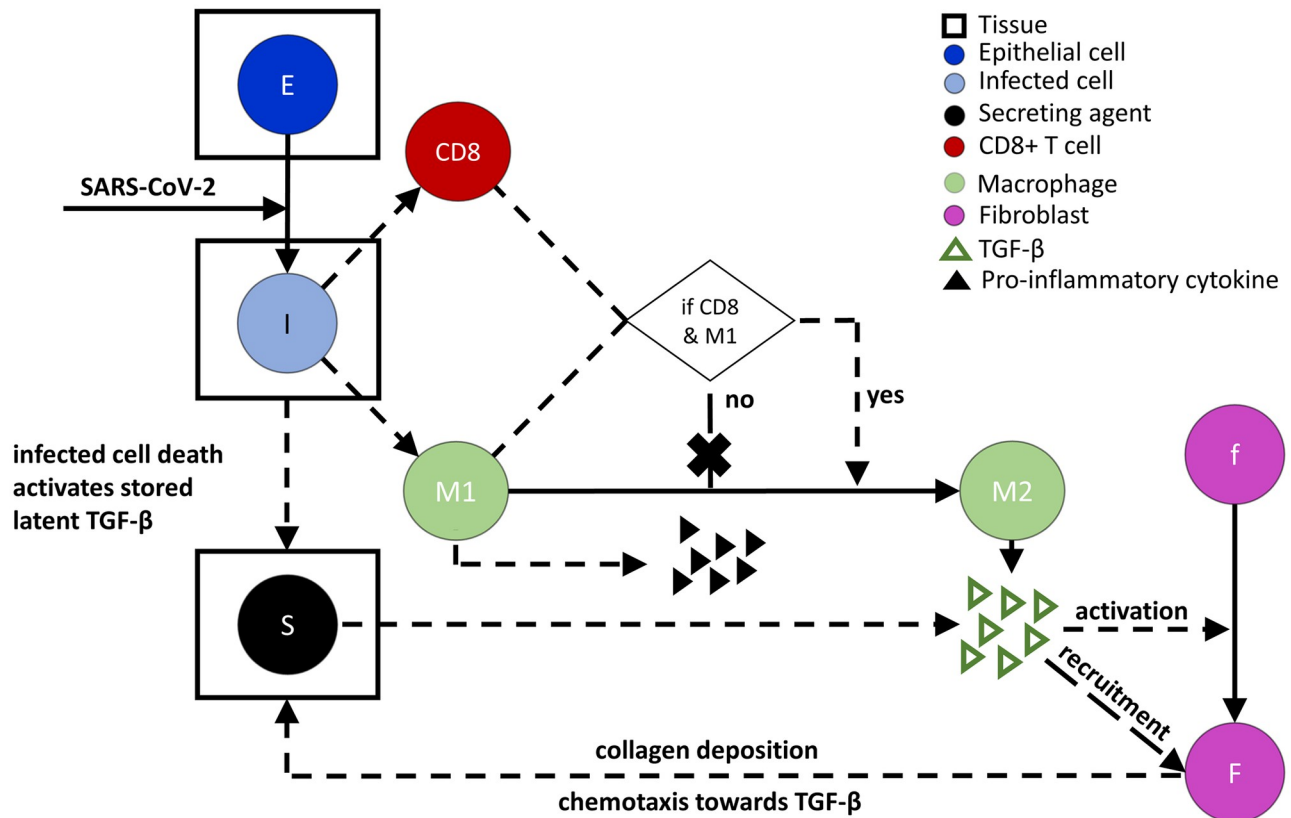 E
SARS-CoV-2
I
CD8
if CD8
& M1
no
yes
M1
M2
infected cell death
activates stored
latent TGF-β
S
f
activation
recruitment
F
collagen deposition
chemotaxis towards TGF-β
Tissue
Epithelial cell
Infected cell
Secreting agent
CD8+ T cell
Macrophage
Fibroblast
TGF-β
Pro-inflammatory cytokine